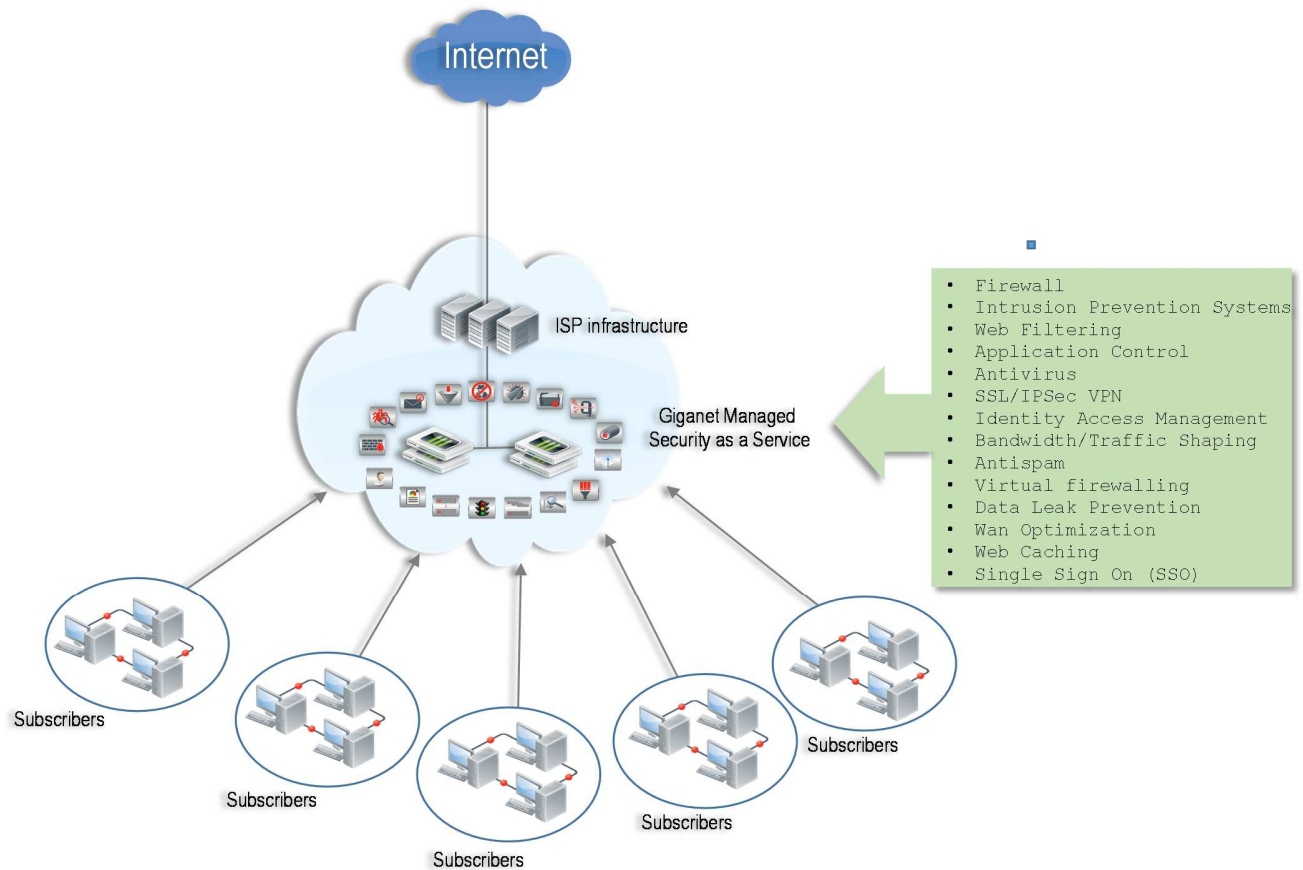 Internet
ISP infrastructure
Giganet Managed
Security as a Service
• Firewall
• Intrusion Prevention Systems
• Web Filtering
• Application Control
• Antivirus
• SSL/IPSec VPN
• Identity Access Management
• Bandwidth/Traffic Shaping
• Antispam
• Virtual firewalling
• Data Leak Prevention
• Wan Optimization
• Web Caching
• Single Sign On (SSO)
Subscribers
Subscribers
Subscribers
Subscribers
Subscribers